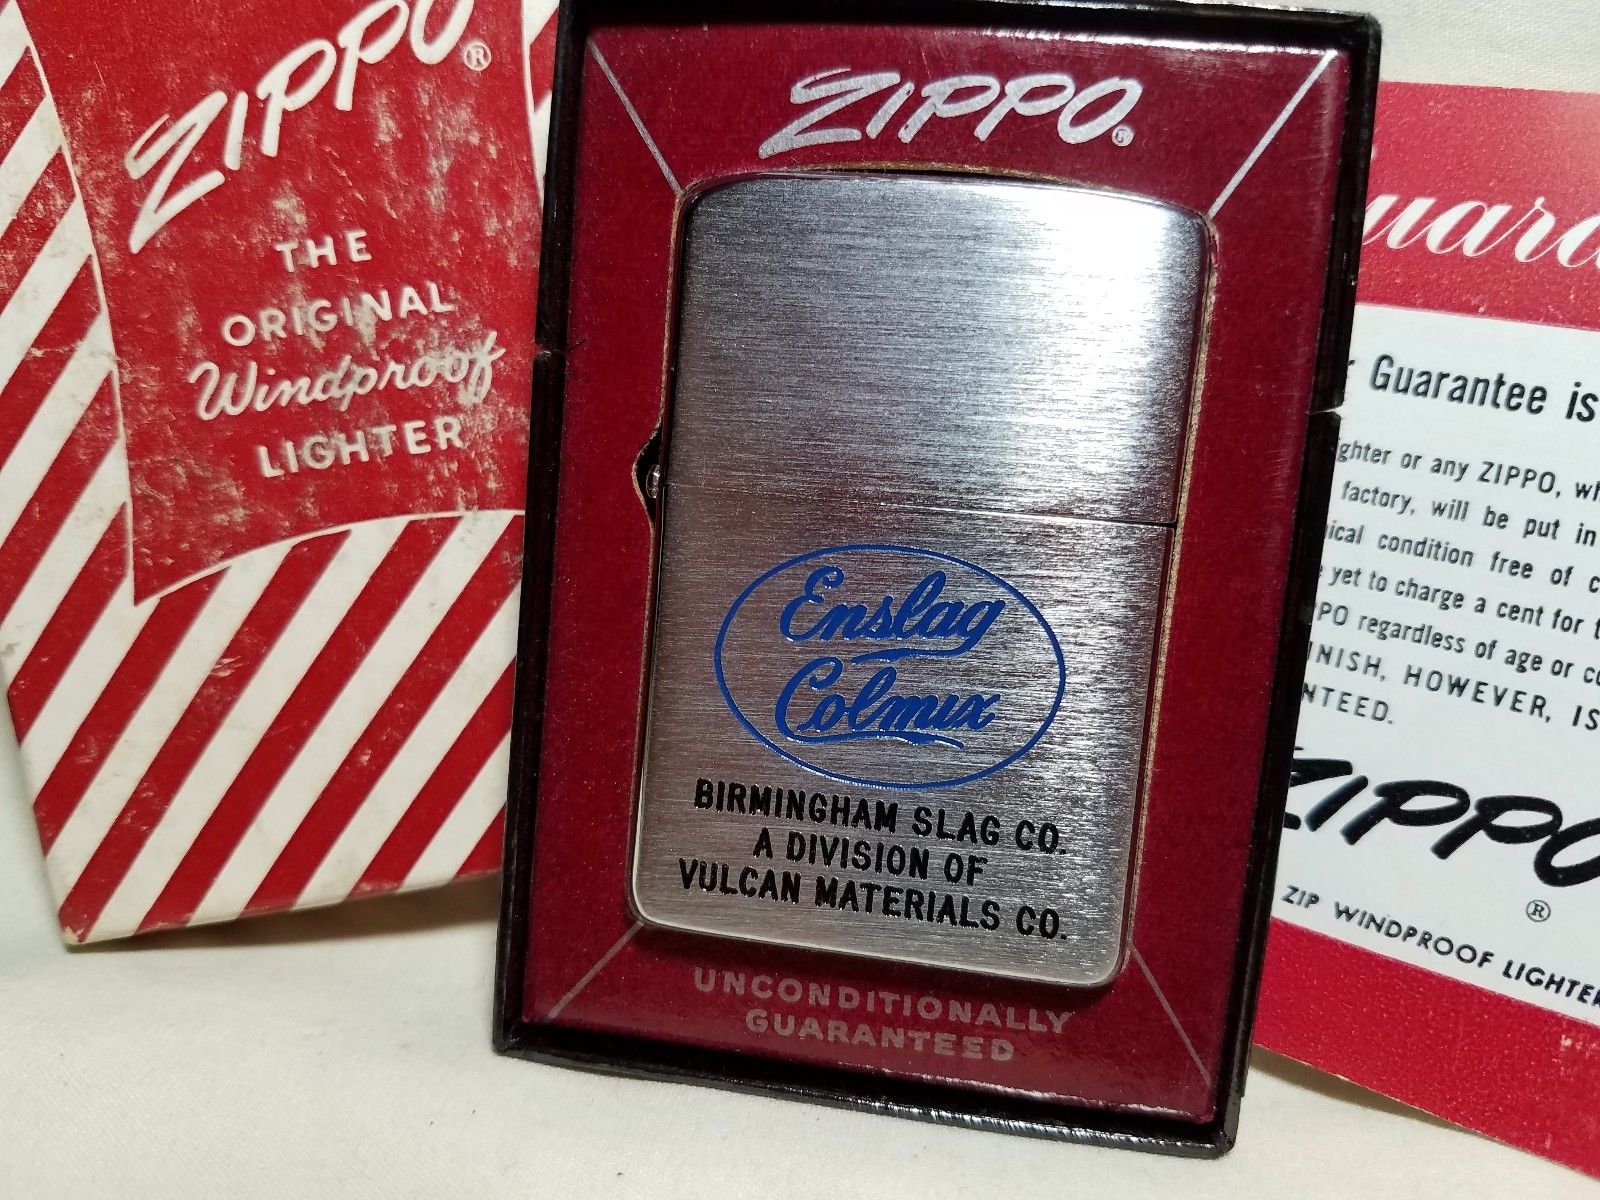 ZIPPO®
THE
ORIGINAL
Windproof
LIGHTER
ZIPPO®
Enslag
Colmix
BIRMINGHAM SLAG CO.
A DIVISION OF
VULCAN MATERIALS CO.
UNCONDITIONALLY
GUARANTEED
Guarantee is
or any ZIPPO,
factory, will be put in
condition free of
yet to charge a cent for
regardless of age or
HOWEVER, IS
ZIPPO
®
ZIP WINDPROOF LIGHTER